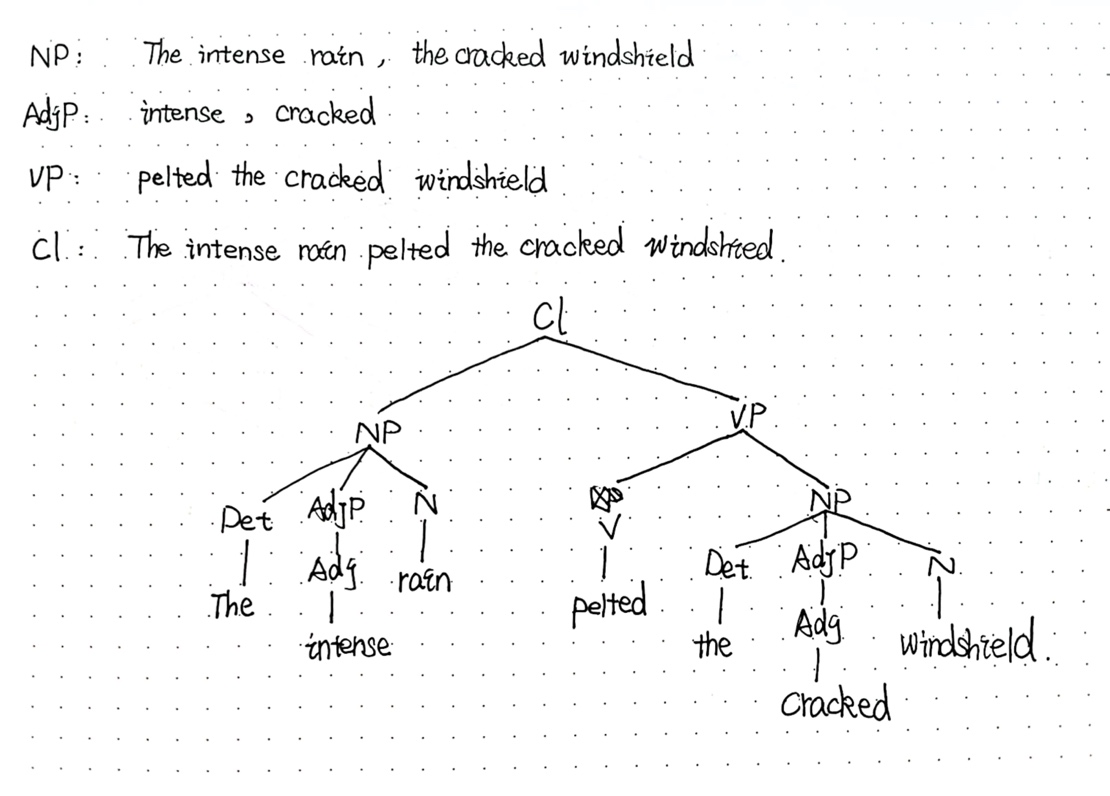 NP: The intense rain, the cracked windshield
AdjP: intense, cracked
VP: pelted the cracked windshield
Cl: The intense rain pelted the cracked windshied.
Cl
NP VP
Det AdjP N V NP
The Adj rain pelted Det AdjP N
intense the Adj windshield.
cracked